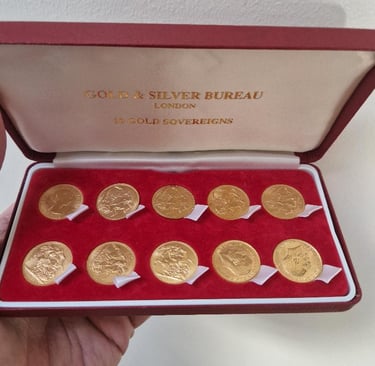 GOLD & SILVER BUREAU
LONDON
10 GOLD SOVEREIGNS